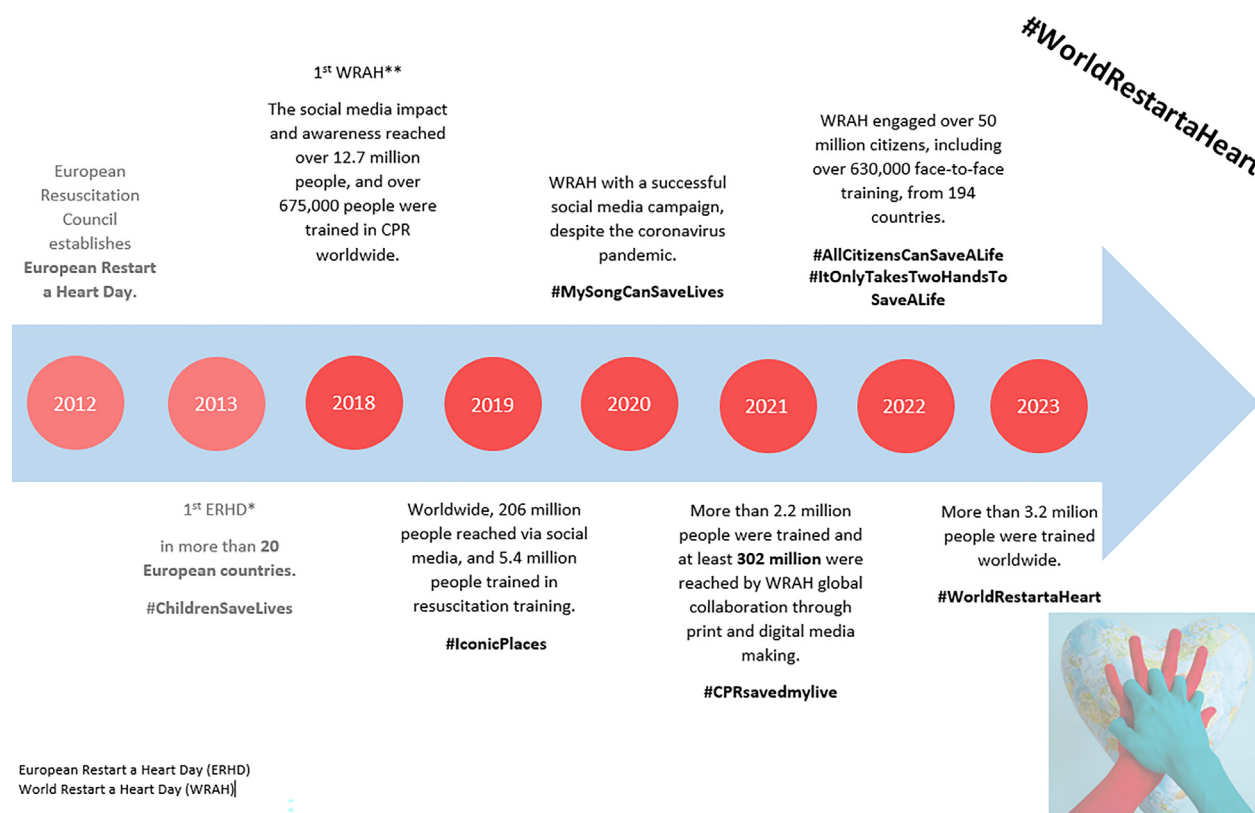 #WorldRestartaHeart
European
Resuscitation
Council
establishes
European Restart
a Heart Day.
1st WRAH**
The social media impact
and awareness reached
over 12.7 million
people, and over
675,000 people were
trained in CPR
worldwide.
WRAH with a successful
social media campaign,
despite the coronavirus
pandemic.
#MySongCanSaveLives
WRAH engaged over 50
million citizens, including
over 630,000 face-to-face
training, from 194
countries.
#AllCitizensCanSaveALife
#ItOnlyTakesTwoHandsTo
SaveALife
2012
2013
2018
2019
2020
2021
2022
2023
1st ERHD*
in more than 20
European countries.
#ChildrenSaveLives
Worldwide, 206 million
people reached via social
media, and 5.4 million
people trained in
resuscitation training.
#IconicPlaces
More than 2.2 million
people were trained and
at least 302 million were
reached by WRAH global
collaboration through
print and digital media
making.
#CPRsavedmylive
More than 3.2 milion
people were trained
worldwide.
#WorldRestartaHeart
European Restart a Heart Day (ERHD)
World Restart a Heart Day (WRAH)